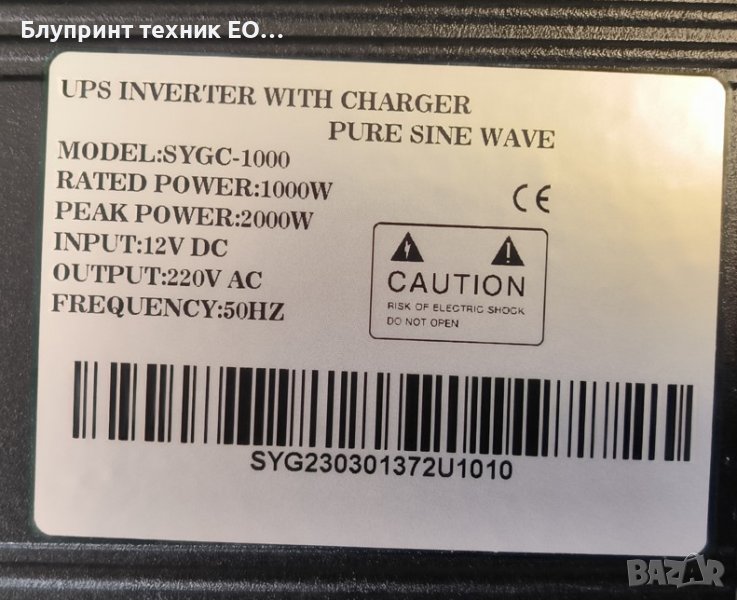 Блупринт техник ЕО...
UPS INVERTER WITH CHARGER
PURE SINE WAVE
MODEL:SYGC-1000
RATED POWER:1000W
PEAK POWER:2000W
INPUT:12V DC
OUTPUT:220V AC
FREQUENCY:50HZ
CE
CAUTION
RISK OF ELECTRIC SHOCK
DO NOT OPEN
SYG230301372U1010
BAZAR